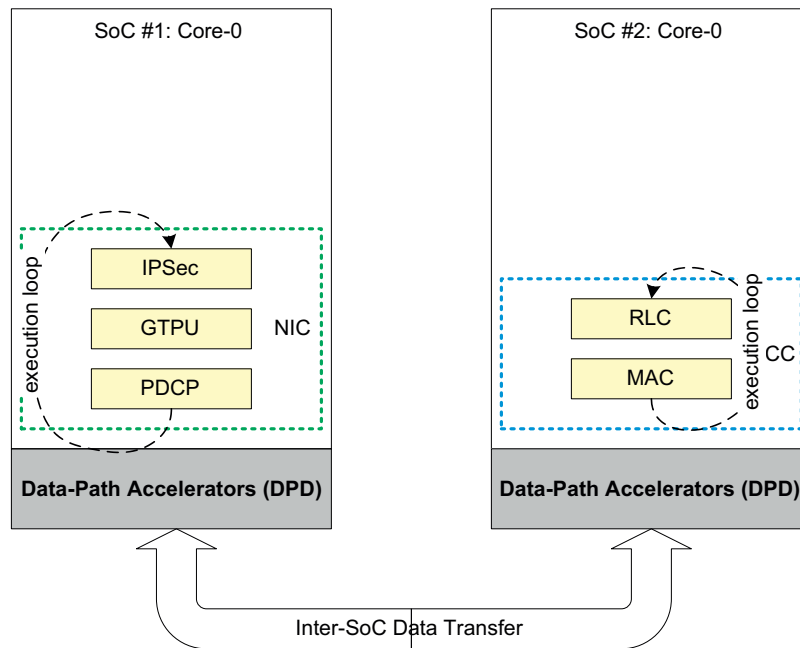 SoC #1: Core-0
execution loop
IPSec
GTPU
NIC
PDCP
Data-Path Accelerators (DPD)
SoC #2: Core-0
RLC
MAC
execution loop
CC
Data-Path Accelerators (DPD)
Inter-SoC Data Transfer